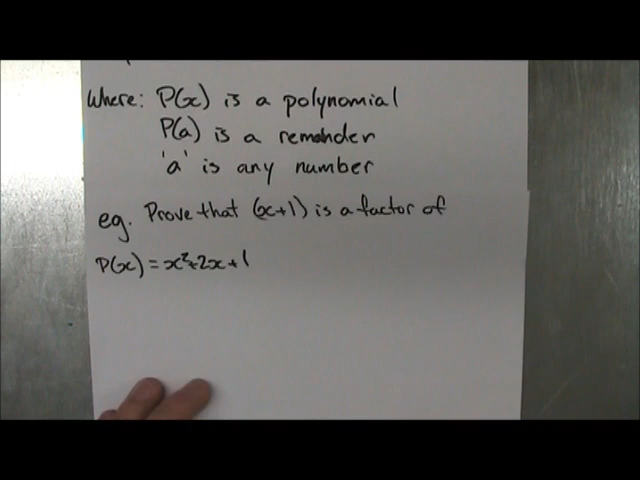 Where: P(x) is a polynomial
P(a) is a remainder
'a' is any number
eg. Prove that (x+1) is a factor of
P(x) = x²+2x+1